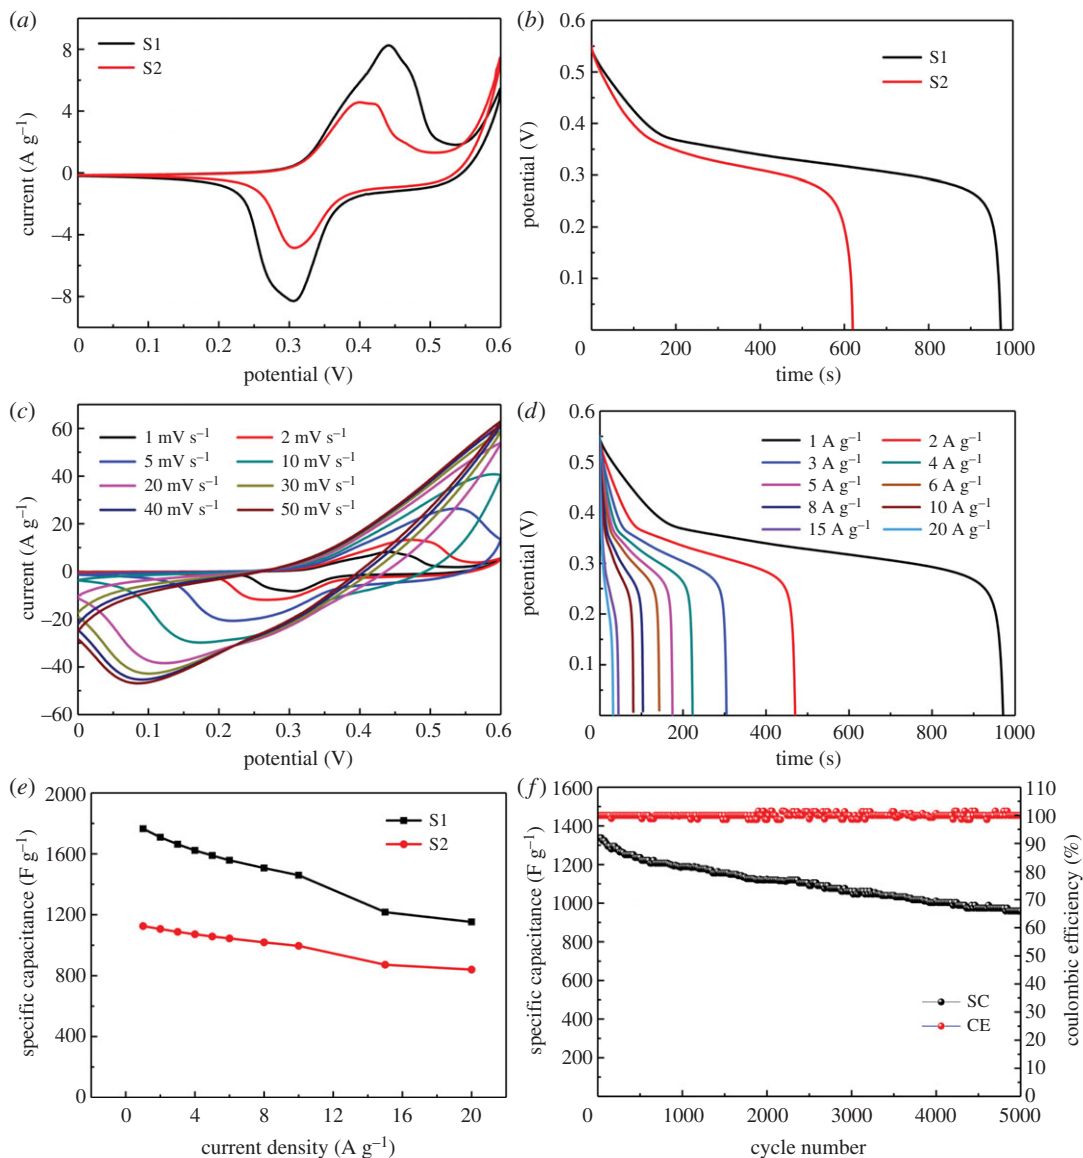 (a)
S1
S2
8
4
0
–4
–8
current (A g–1)
0 0.1 0.2 0.3 0.4 0.5 0.6
potential (V)
(b)
0.6
0.5
0.4
0.3
0.2
0.1
S1
S2
potential (V)
0 200 400 600 800 1000
time (s)
(c)
60
40
20
0
–20
–40
–60
1 mV s–1 2 mV s–1
5 mV s–1 10 mV s–1
20 mV s–1 30 mV s–1
40 mV s–1 50 mV s–1
current (A g–1)
0 0.1 0.2 0.3 0.4 0.5 0.6
potential (V)
(d)
0.6
0.5
0.4
0.3
0.2
0.1
1 A g–1 2 A g–1
3 A g–1 4 A g–1
5 A g–1 6 A g–1
8 A g–1 10 A g–1
15 A g–1 20 A g–1
potential (V)
0 200 400 600 800 1000
time (s)
(e)
2000
1600
1200
800
400
0
S1
S2
specific capacitance (F g–1)
0 4 8 12 16 20
current density (A g–1)
(f)
1600
1400
1200
1000
800
600
400
200
SC
CE
specific capacitance (F g–1)
110
100
90
80
70
60
50
40
30
20
10
0
coulombic efficiency (%)
0 1000 2000 3000 4000 5000
cycle number